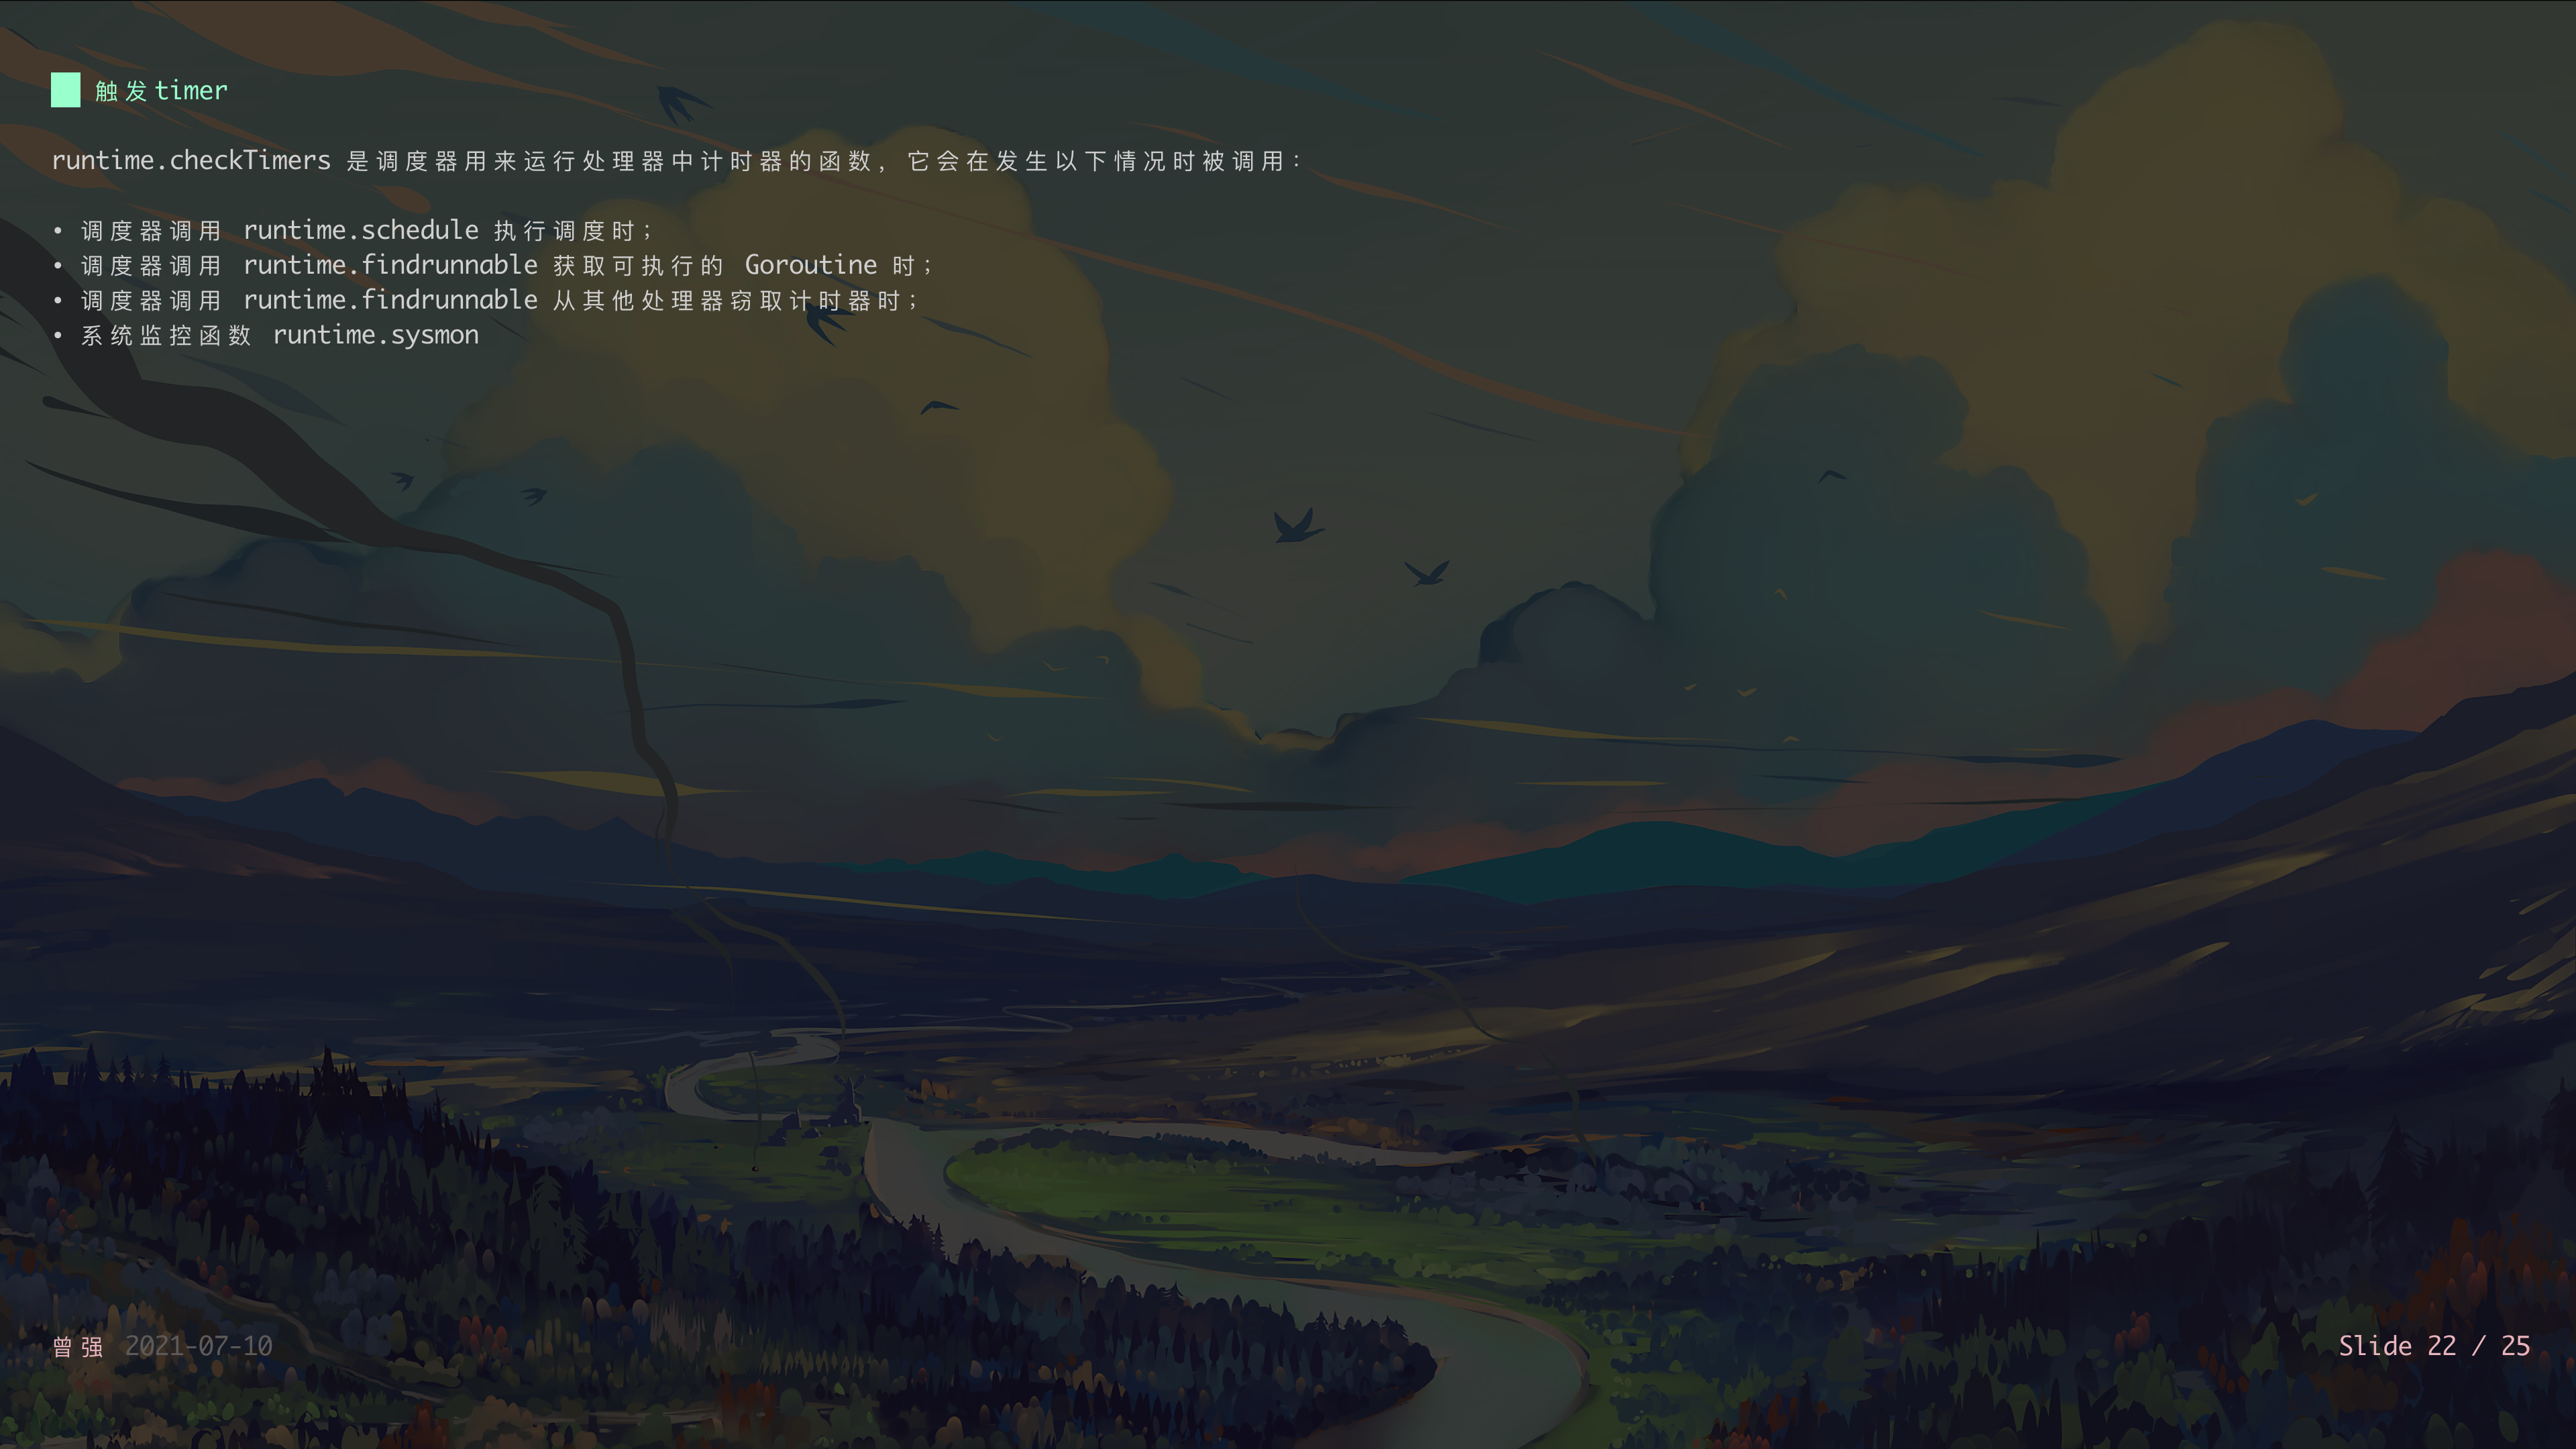 触发timer
runtime.checkTimers 是调度器用来运行处理器中计时器的函数，它会在发生以下情况时被调用：
• 调度器调用 runtime.schedule 执行调度时；
• 调度器调用 runtime.findrunnable 获取可执行的 Goroutine 时；
• 调度器调用 runtime.findrunnable 从其他处理器窃取计时器时；
• 系统监控函数 runtime.sysmon
曾强 2021-07-10
Slide 22 / 25